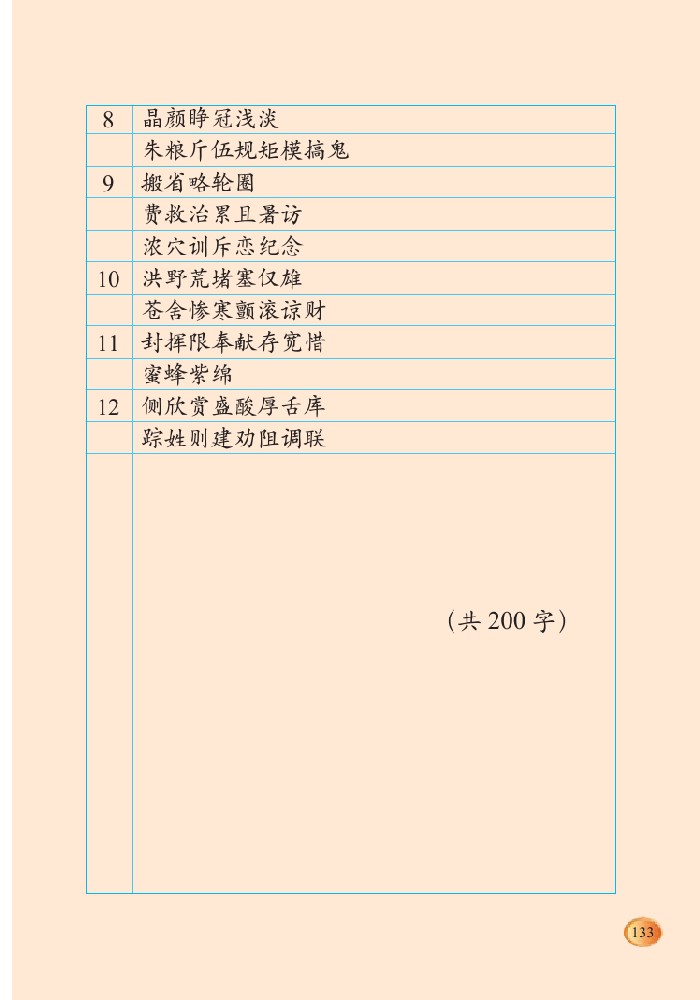 8 晶颜睁冠浅淡
朱粮斤伍规矩模搞鬼
9 搬省略轮圈
费救治累且暑访
浓穴训斥恋纪念
10 洪野荒堵塞仅雄
苍含惨寒颤滚谅财
11 封挥限奉献存宽惜
蜜蜂紫绵
12 侧欣赏盛酸厚舌库
踪姓则建劝阻调联
(共 200 字)
133